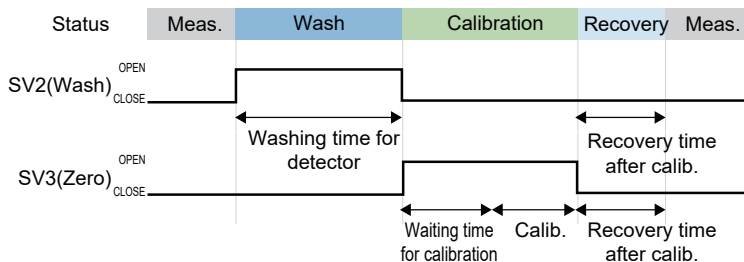 Status Meas. Wash Calibration Recovery Meas.
OPEN
SV2(Wash)
CLOSE
Washing time for
detector
Recovery time
after calib.
OPEN
SV3(Zero)
CLOSE
Waiting time
for calibration
Calib.
Recovery time
after calib.